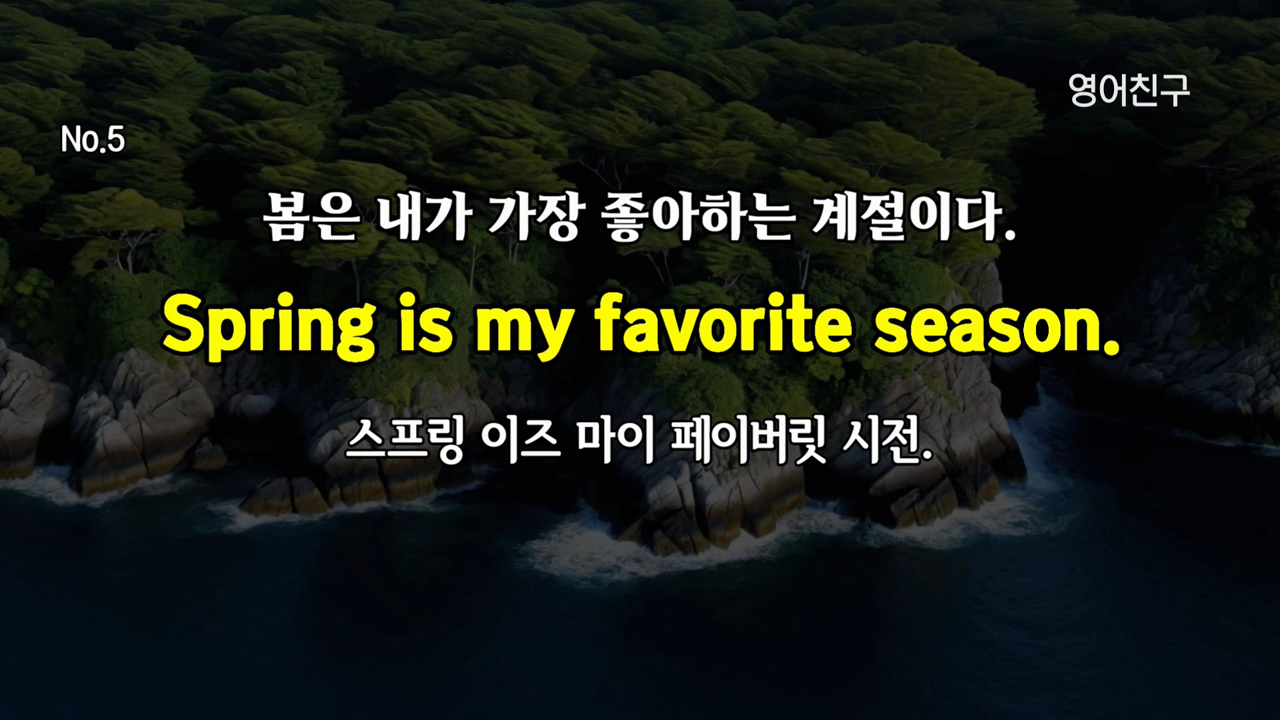 영어친구
No.5
봄은 내가 가장 좋아하는 계절이다.
Spring is my favorite season.
스프링 이즈 마이 페이버릿 시전.